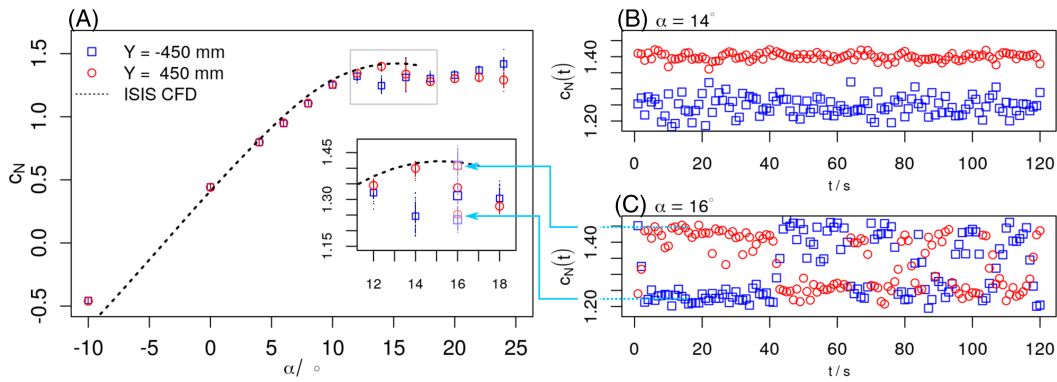 (A)
Y = -450 mm
Y = 450 mm
ISIS CFD
cN
-0.5 0.0 0.5 1.0 1.5
-10 -5 0 5 10 15 20 25
α/ °
1.15 1.30 1.45
12 14 16 18
(B) α = 14°
cN(t)
1.20 1.40
0 20 40 60 80 100 120
t / s
(C) α = 16°
cN(t)
1.20 1.40
0 20 40 60 80 100 120
t / s